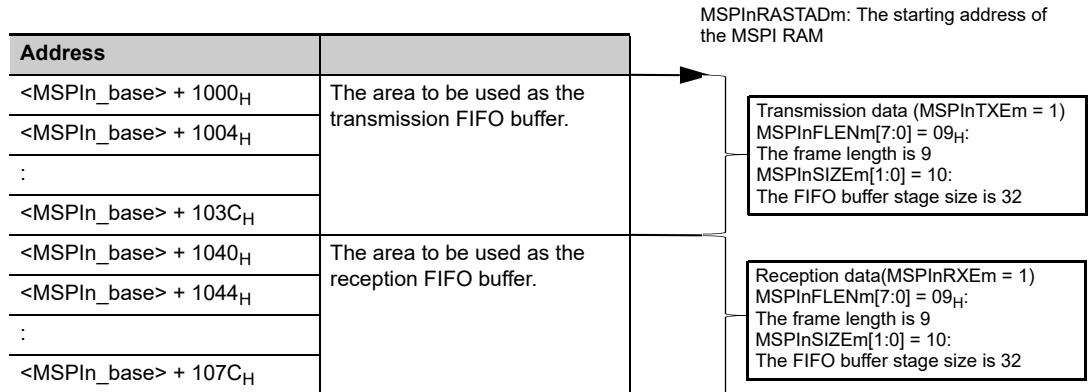 MSPInRASTADm: The starting address of
the MSPI RAM
Address
<MSPIn_base> + 1000H
The area to be used as the
transmission FIFO buffer.
<MSPIn_base> + 1004H
:
<MSPIn_base> + 103CH
Transmission data (MSPInTXEm = 1)
MSPInFLENm[7:0] = 09H:
The frame length is 9
MSPInSIZEm[1:0] = 10:
The FIFO buffer stage size is 32
<MSPIn_base> + 1040H
The area to be used as the
reception FIFO buffer.
<MSPIn_base> + 1044H
:
<MSPIn_base> + 107CH
Reception data(MSPInRXEm = 1)
MSPInFLENm[7:0] = 09H:
The frame length is 9
MSPInSIZEm[1:0] = 10:
The FIFO buffer stage size is 32